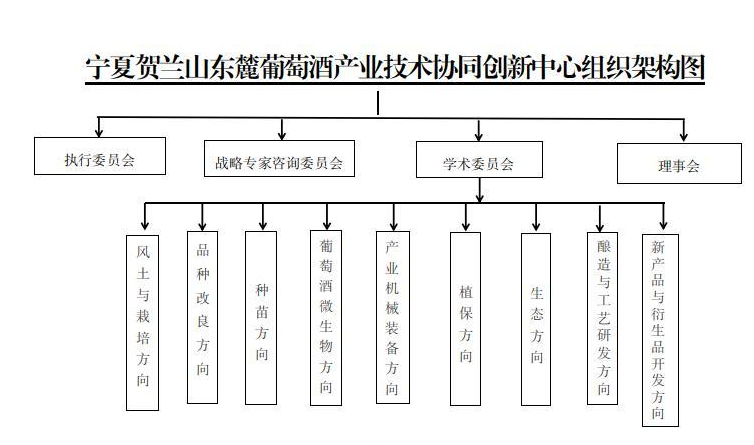 宁夏贺兰山东麓葡萄酒产业技术协同创新中心组织架构图
执行委员会
战略专家咨询委员会
学术委员会
理事会
风土与栽培方向
品种改良方向
种苗方向
葡萄酒微生物方向
产业机械装备方向
植保方向
生态方向
酿造与工艺研发方向
新产品与衍生品开发方向